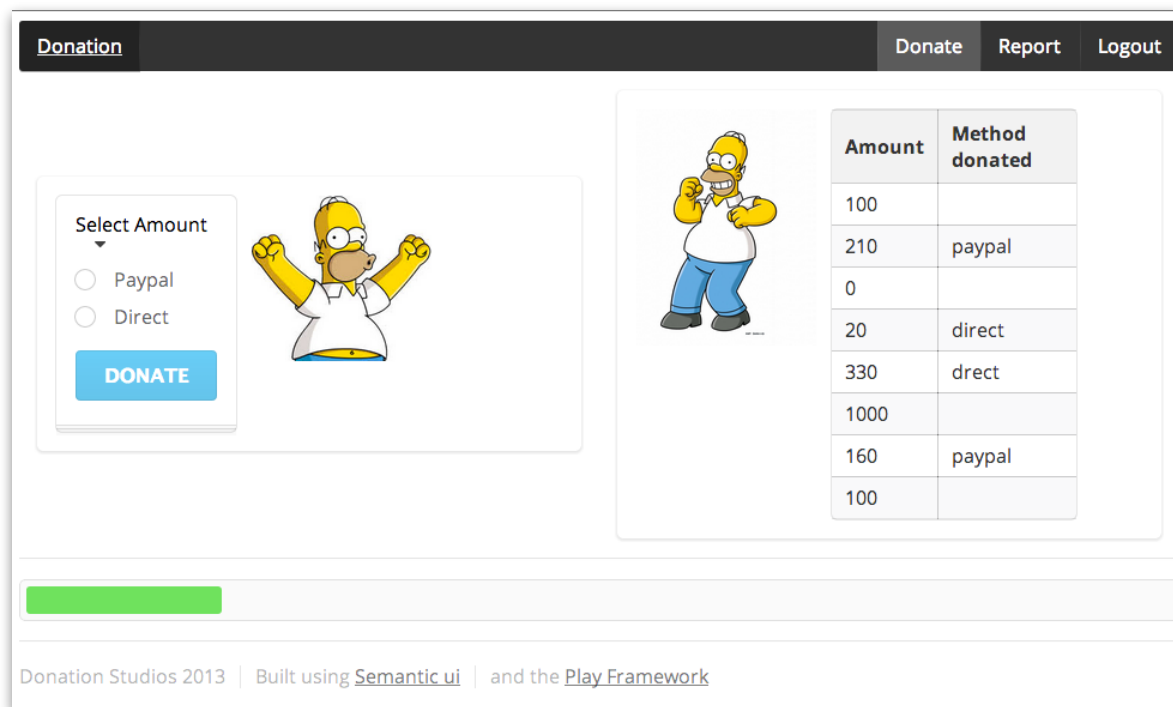 Donation Donate Report Logout
Select Amount
Paypal
Direct
DONATE
Amount Method donated
100
210 paypal
0
20 direct
330 drect
1000
160 paypal
100
Donation Studios 2013 Built using Semantic ui and the Play Framework